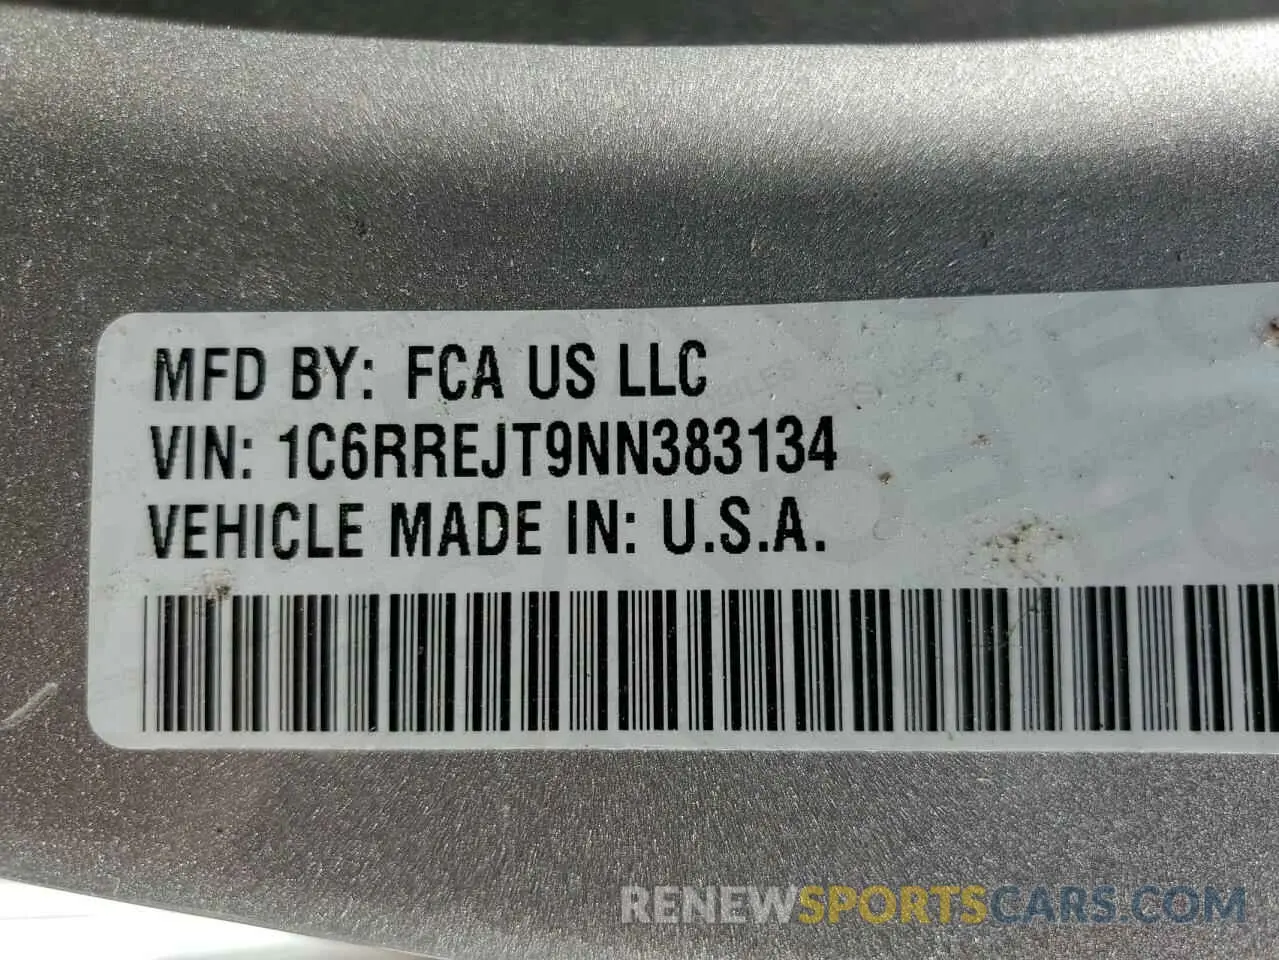 MFD BY: FCA US LLC
VIN: 1C6RREJT9NN383134
VEHICLE MADE IN: U.S.A.
RENEWSPORTSCARS.COM